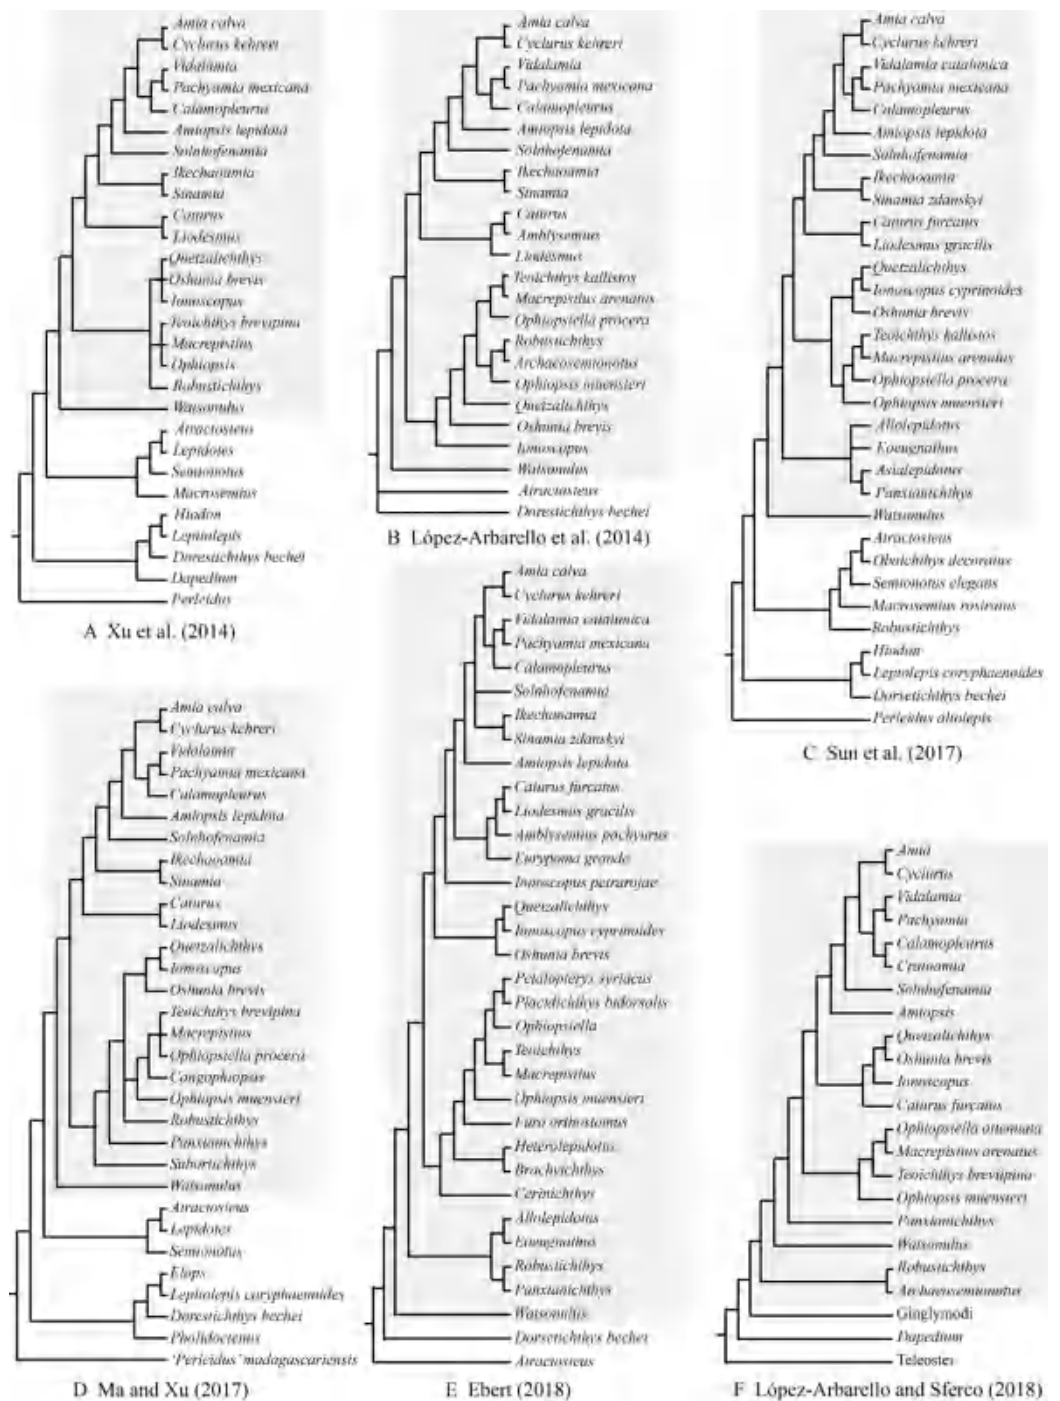 Amia calva
Cyclurus kehreri
Vidalamia
Pachyamia mexicana
Calamopleurus
Amiopsis lepidota
Solnhofenamia
Ikechaoamia
Sinamia
Caturus
Liodesmus
Quetzalichthys
Oshunia brevis
Ionoscopus
Teoichthys brevipina
Macrepistius
Ophiopsis
Robustichthys
Watsonulus
Atractosteus
Lepidotes
Semionotus
Macrosemius
Hiodon
Leptolepis
Dorestichthys bechei
Dapedium
Perleidus
A Xu et al. (2014)
Amia calva
Cyclurus kehreri
Vidalamia
Pachyamia mexicana
Calamopleurus
Amiopsis lepidota
Solnhofenamia
Ikechaoamia
Sinamia
Caturus
Amblysemius
Liodesmus
Teoichthys kallistos
Macrepistius arenatus
Ophiopsiella procera
Robustichthys
Archaeosemionotus
Ophiopsis muensteri
Quetzalichthys
Oshunia brevis
Ionoscopus
Watsonulus
Atractosteus
Dorestichthys bechei
B López-Arbarello et al. (2014)
Amia calva
Cyclurus kehreri
Vidalamia catalunica
Pachyamia mexicana
Calamopleurus
Amiopsis lepidota
Solnhofenamia
Ikechaoamia
Sinamia zdanskyi
Caturus furcatus
Liodesmus gracilis
Quetzalichthys
Ionoscopus cyprinoides
Oshunia brevis
Teoichthys kallistos
Macrepistius arenatus
Ophiopsiella procera
Ophiopsis muensteri
Allolepidotus
Eoeugnathus
Asialepidotus
Panxianichthys
Watsonulus
Atractosteus
Obaichthys decoratus
Semionotus elegans
Macrosemius rostratus
Robustichthys
Hiodon
Leptolepis coryphaenoides
Dorsetichthys bechei
Perleidus altolepis
C Sun et al. (2017)
Amia calva
Cyclurus kehreri
Vidalamia
Pachyamia mexicana
Calamopleurus
Amiopsis lepidota
Solnhofenamia
Ikechaoamia
Sinamia
Caturus
Liodesmus
Quetzalichthys
Ionoscopus
Oshunia brevis
Teoichthys brevipina
Macrepistius
Ophiopsiella procera
Congophiopsis
Ophiopsis muensteri
Robustichthys
Panxianichthys
Subortichthys
Watsonulus
Atractosteus
Lepidotes
Semionotus
Elops
Leptolepis coryphaenoides
Dorestichthys bechei
Pholidoctenus
'Perleidus' madagascariensis
D Ma and Xu (2017)
Amia calva
Cyclurus kehreri
Vidalamia catalunica
Pachyamia mexicana
Calamopleurus
Solnhofenamia
Ikechaoamia
Sinamia zdanskyi
Amiopsis lepidota
Caturus furcatus
Liodesmus gracilis
Amblysemius pachyurus
Eurypoma grande
Ionoscopus petrarojae
Quetzalichthys
Ionoscopus cyprinoides
Oshunia brevis
Petalopteryx syriacus
Placidichthys bidorsalis
Ophiopsiella
Teoichthys
Macrepistius
Ophiopsis muensteri
Furo orthostomus
Heterolepidotus
Brachyichthys
Cerinichthys
Allolepidotus
Eoeugnathus
Robustichthys
Panxianichthys
Watsonulus
Dorsetichthys bechei
Atractosteus
E Ebert (2018)
Amia
Cyclurus
Vidalamia
Pachyamia
Calamopleurus
Cratoamia
Solnhofenamia
Amiopsis
Quetzalichthys
Oshunia brevis
Ionoscopus
Caturus furcatus
Ophiopsiella attenuata
Macrepistius arenatus
Teoichthys brevipina
Ophiopsis muensteri
Panxianichthys
Watsonulus
Robustichthys
Archaeosemionotus
Ginglymodi
Dapedium
Teleostei
F López-Arbarello and Sferco (2018)